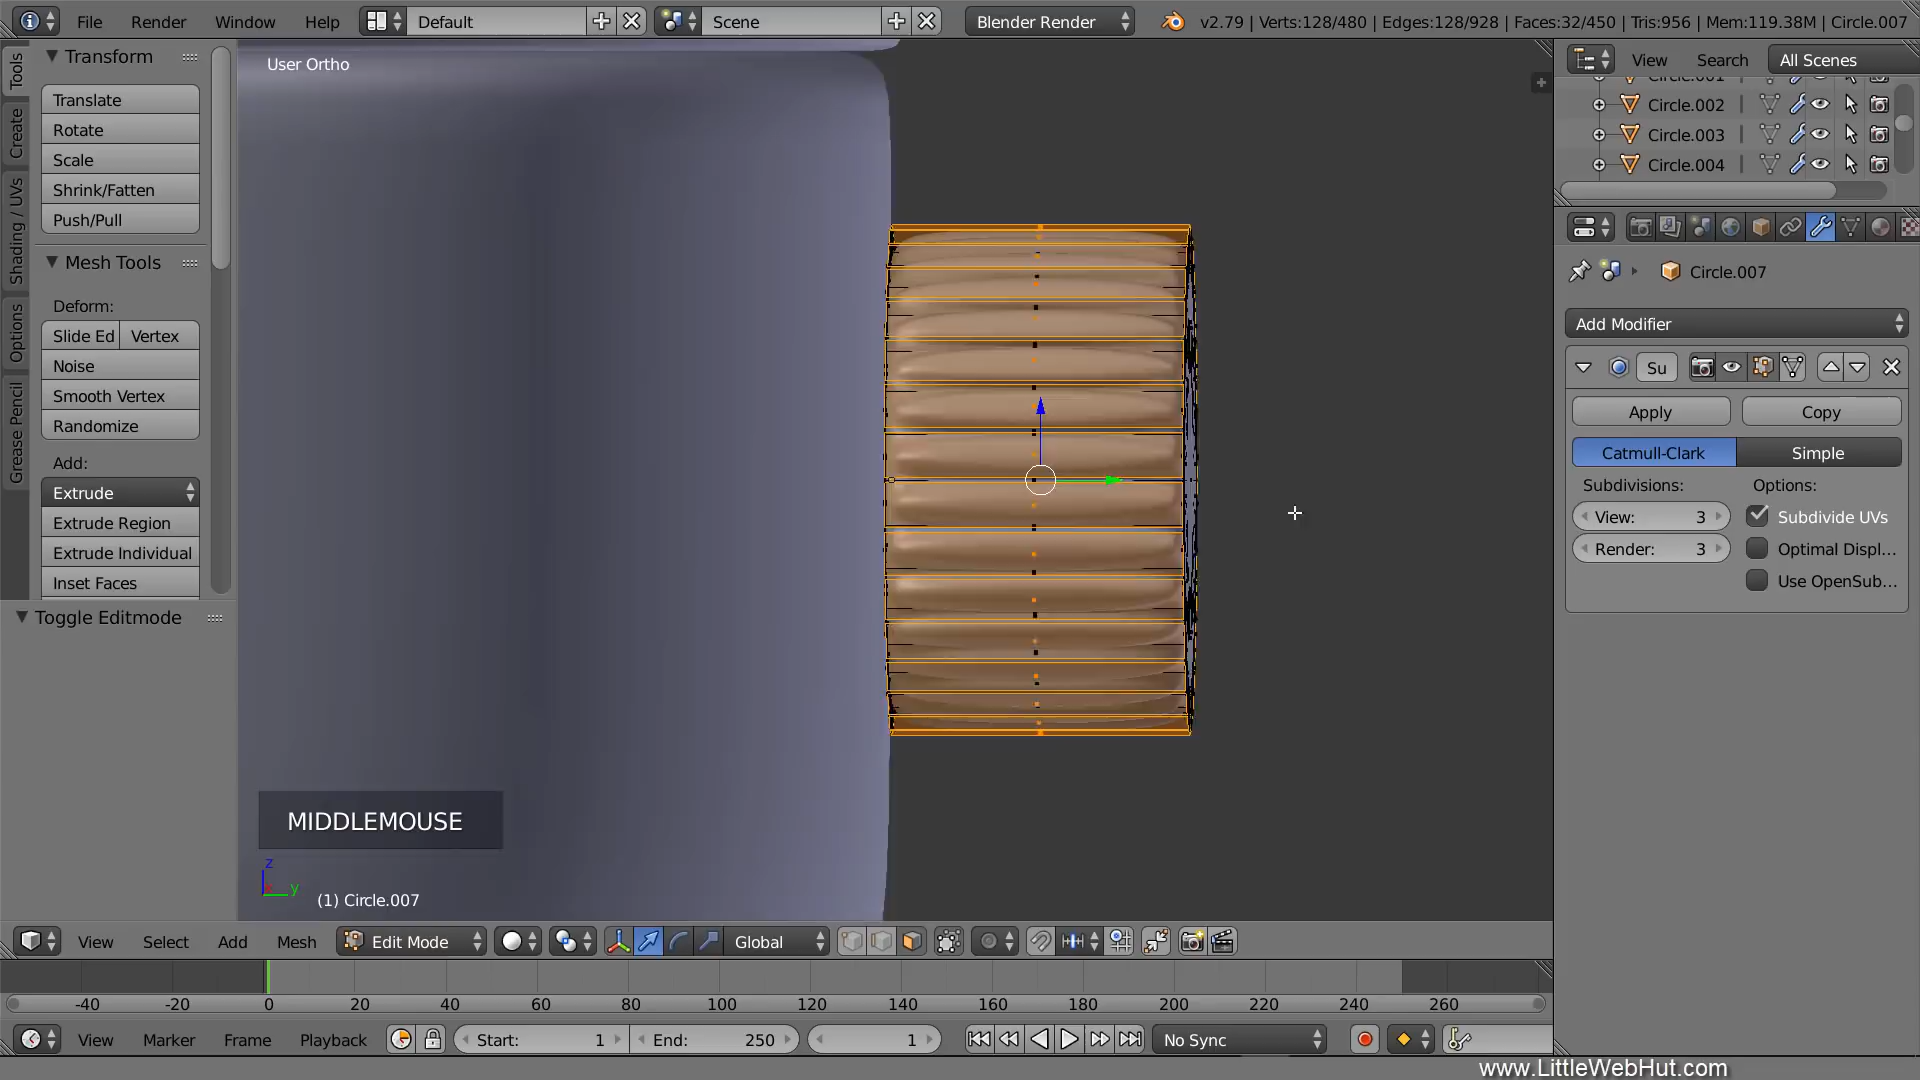 File Render Window Help Default Scene Blender Render v2.79 | Verts:128/480 | Edges:128/928 | Faces:32/450 | Tris:956 | Mem:119.38M | Circle.007
Tools
Create
Shading / UVs
Options
Grease Pencil
Transform
Translate
Rotate
Scale
Shrink/Fatten
Push/Pull
Mesh Tools
Deform:
Slide Ed Vertex
Noise
Smooth Vertex
Randomize
Add:
Extrude
Extrude Region
Extrude Individual
Inset Faces
Toggle Editmode
User Ortho
MIDDLEMOUSE
z
y
(1) Circle.007
View Search All Scenes
Circle.001
Circle.002
Circle.003
Circle.004
Circle.007
Add Modifier
Su
Apply Copy
Catmull-Clark Simple
Subdivisions: Options:
View: 3 Subdivide UVs
Render: 3 Optimal Displ...
Use OpenSub...
View Select Add Mesh Edit Mode Global
-40 -20 0 20 40 60 80 100 120 140 160 180 200 220 240 260
View Marker Frame Playback Start: 1 End: 250 1 No Sync
www.LittleWebHut.com